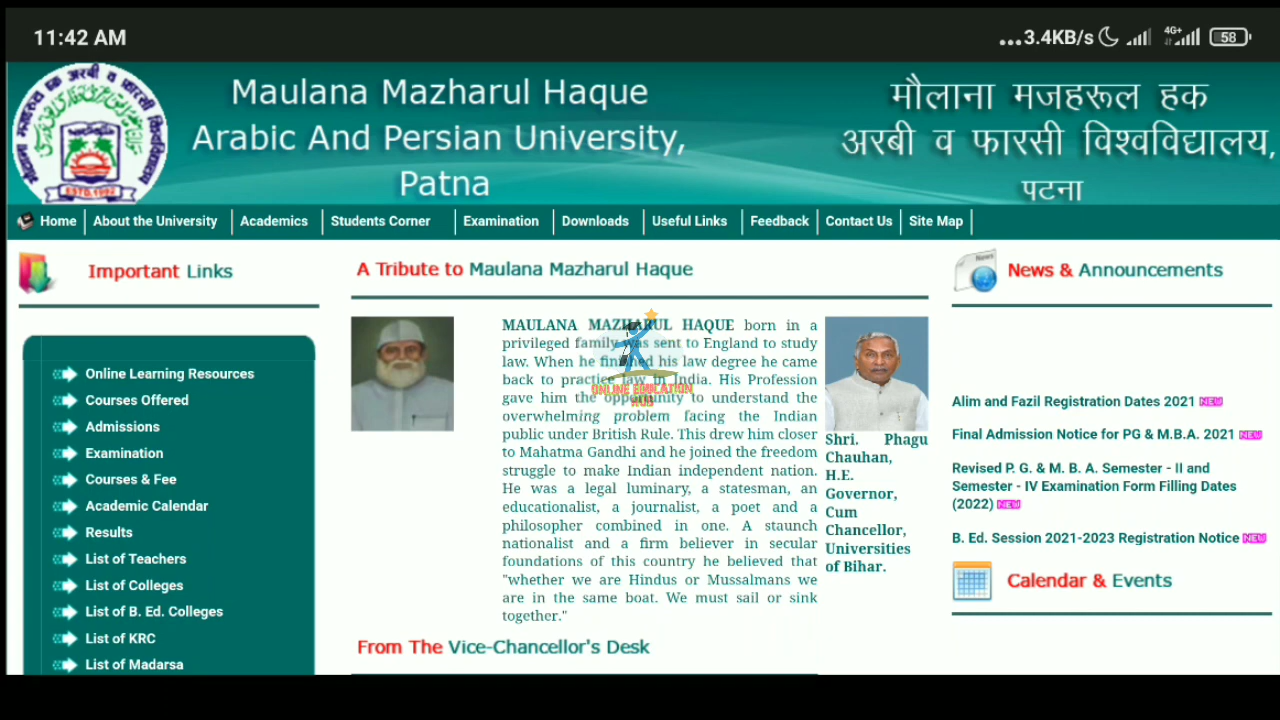 11:42 AM
...3.4KB/s 4G+ 58
Maulana Mazharul Haque
Arabic And Persian University,
Patna
मौलाना मजहरूल हक
अरबी व फारसी विश्वविद्यालय,
पटना
ESTD.1992
Home About the University Academics Students Corner Examination Downloads Useful Links Feedback Contact Us Site Map
Important Links
Online Learning Resources
Courses Offered
Admissions
Examination
Courses & Fee
Academic Calendar
Results
List of Teachers
List of Colleges
List of B. Ed. Colleges
List of KRC
List of Madarsa
A Tribute to Maulana Mazharul Haque
MAULANA MAZHARUL HAQUE born in a
privileged family was sent to England to study
law. When he finished his law degree he came
back to practice law in India. His Profession
gave him the opportunity to understand the
overwhelming problem facing the Indian
public under British Rule. This drew him closer
to Mahatma Gandhi and he joined the freedom
struggle to make Indian independent nation.
He was a legal luminary, a statesman, an
educationalist, a journalist, a poet and a
philosopher combined in one. A staunch
nationalist and a firm believer in secular
foundations of this country he believed that
"whether we are Hindus or Mussalmans we
are in the same boat. We must sail or sink
together."
ONLINE EDUCATION
HUB
Shri. Phagu
Chauhan,
H.E.
Governor,
Cum
Chancellor,
Universities
of Bihar.
From The Vice-Chancellor's Desk
News
News & Announcements
Alim and Fazil Registration Dates 2021 NEW
Final Admission Notice for PG & M.B.A. 2021 NEW
Revised P. G. & M. B. A. Semester - II and
Semester - IV Examination Form Filling Dates
(2022) NEW
B. Ed. Session 2021-2023 Registration Notice NEW
Calendar & Events